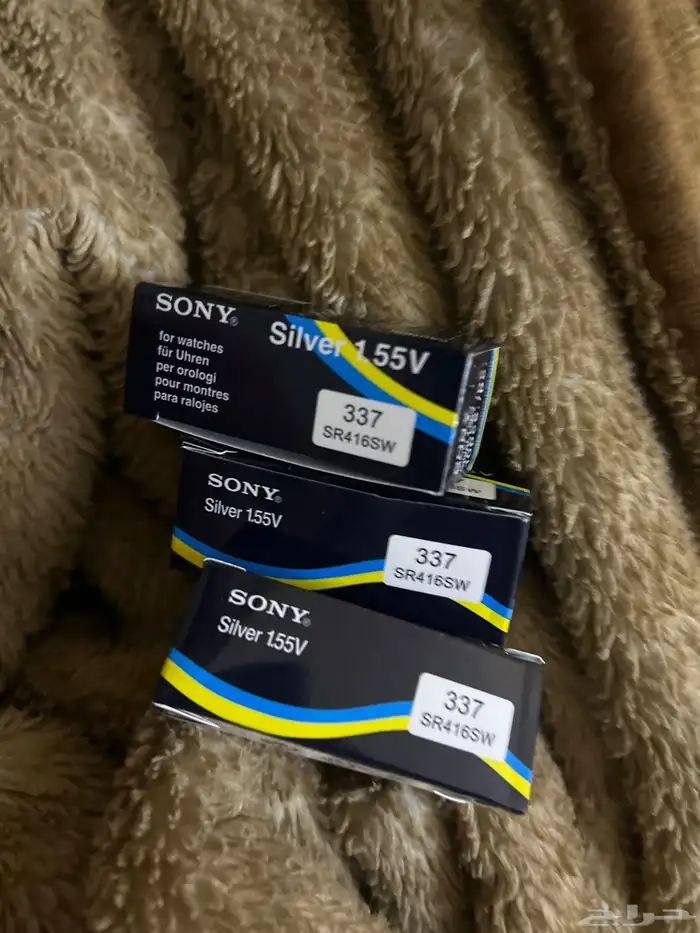 SONY®
Silver 1.55V
for watches
für Uhren
per orologi
pour montres
para ralojes
337
SR416SW
SONY®
Silver 1.55V
337
SR416SW
SONY®
Silver 1.55V
337
SR416SW
حراج